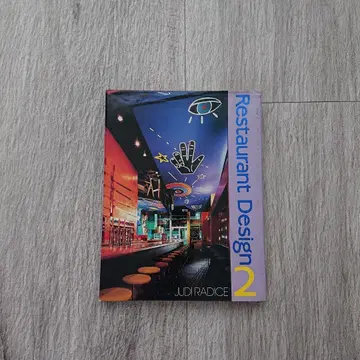 Restaurant Design 2
JUDI RADICE